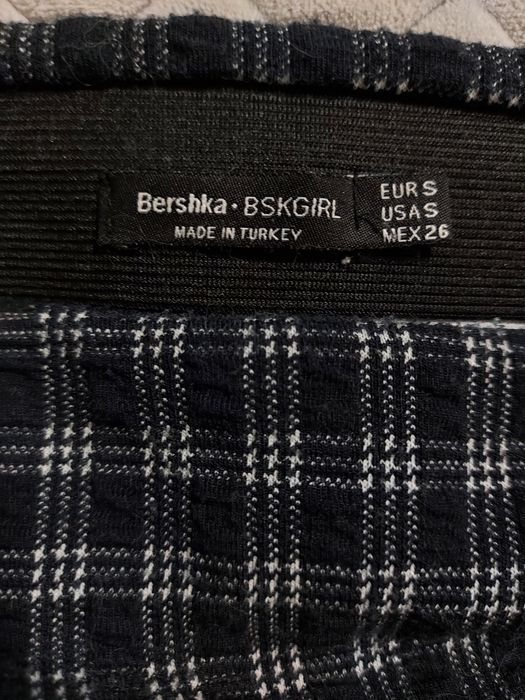 Bershka · BSKGIRL
MADE IN TURKEY
EUR S
USA S
MEX 26